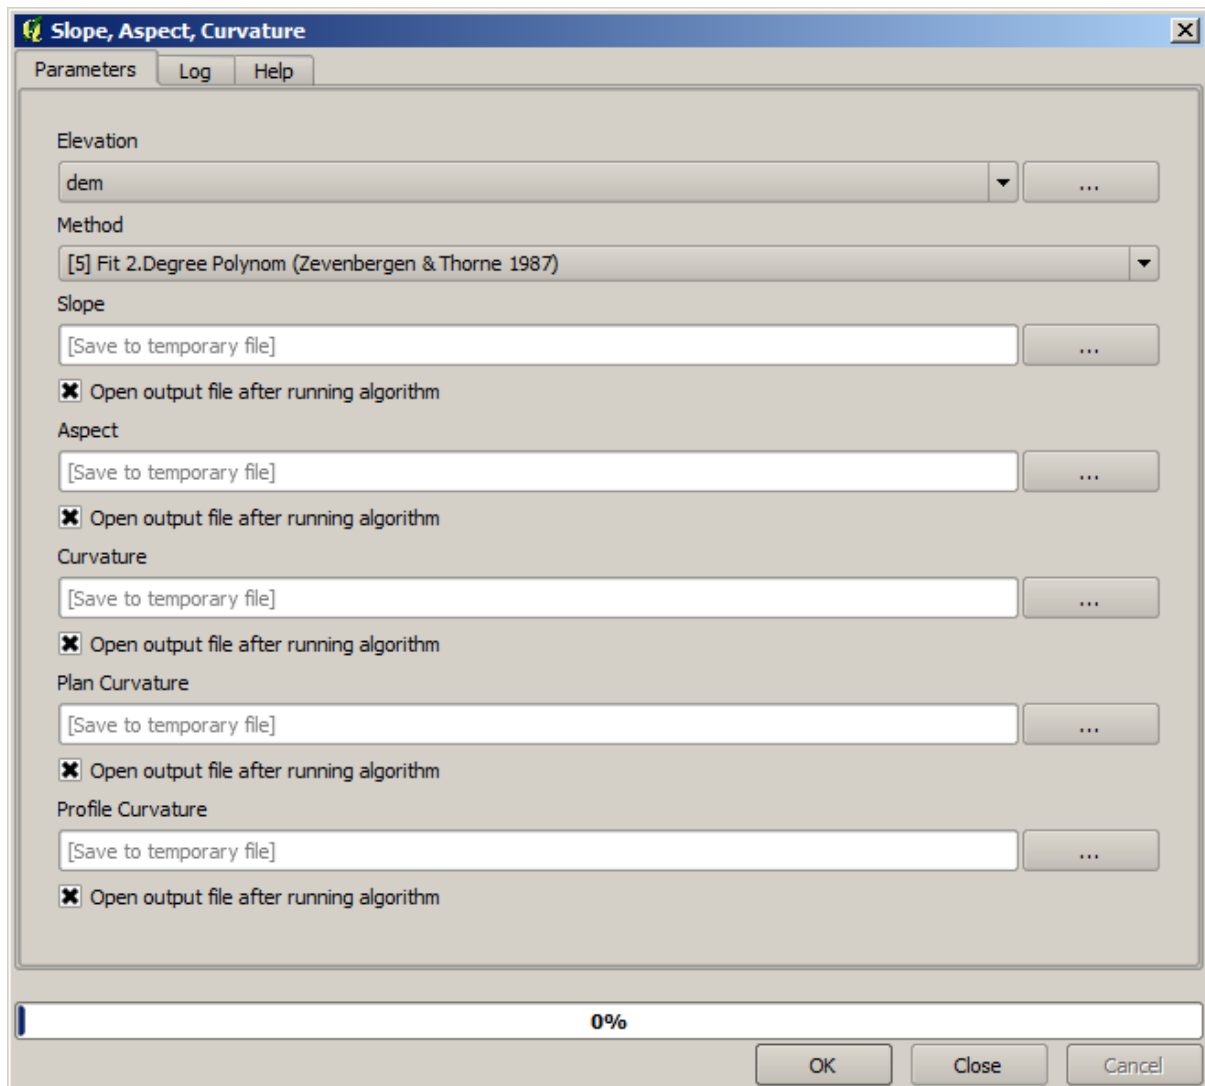 Slope, Aspect, Curvature
Parameters Log Help
Elevation
dem ...
Method
[5] Fit 2.Degree Polynom (Zevenbergen & Thorne 1987)
Slope
[Save to temporary file] ...
Open output file after running algorithm
Aspect
[Save to temporary file] ...
Open output file after running algorithm
Curvature
[Save to temporary file] ...
Open output file after running algorithm
Plan Curvature
[Save to temporary file] ...
Open output file after running algorithm
Profile Curvature
[Save to temporary file] ...
Open output file after running algorithm
0%
OK Close Cancel